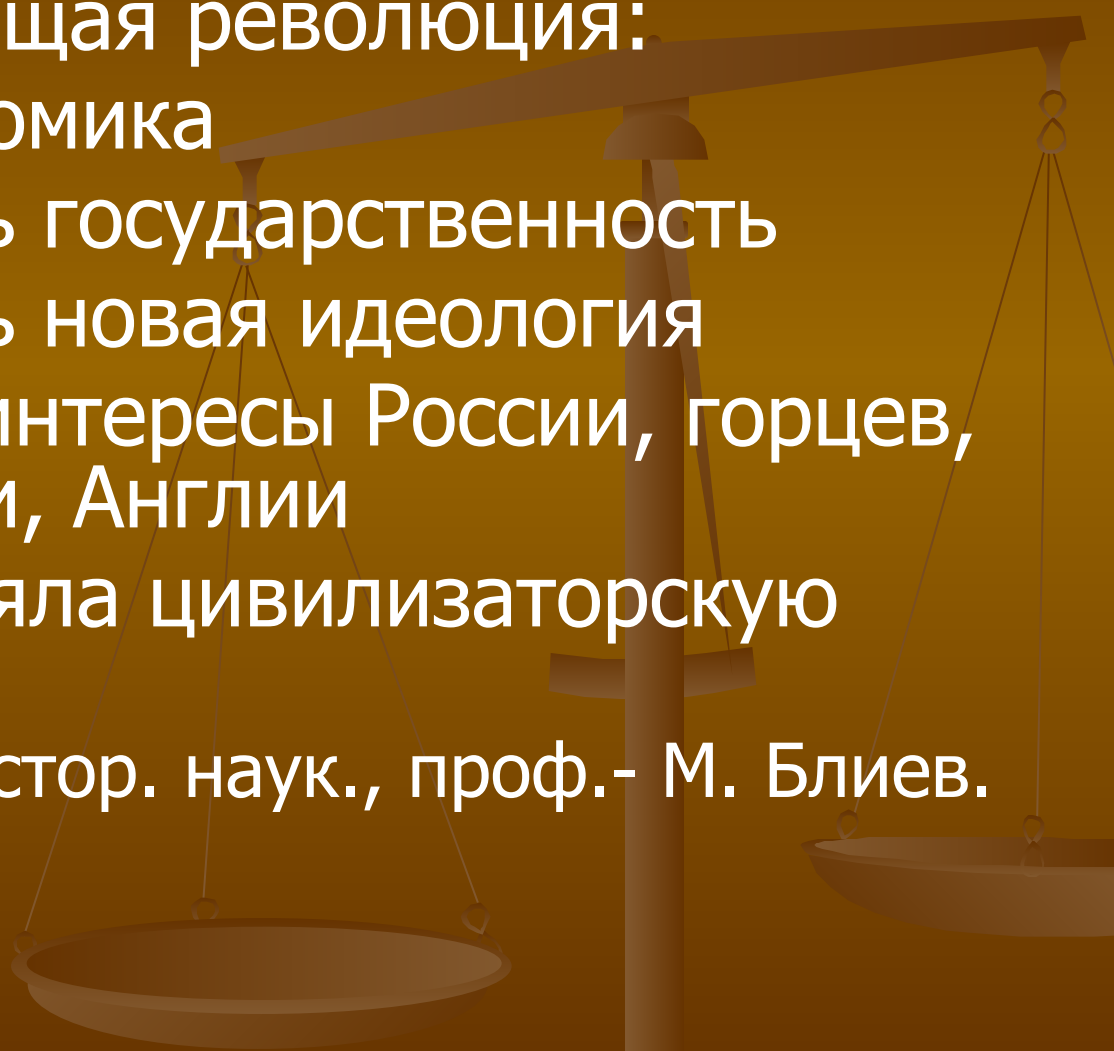 щая революция:
омика
ь государственность
ь новая идеология
интересы России, горцев,
и, Англии
яла цивилизаторскую
стор. наук., проф.- М. Блиев.